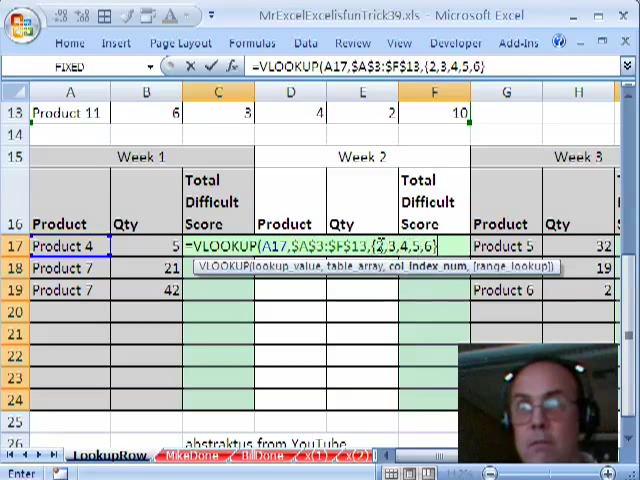 MrExcelExcelisfunTrick39.xls - Microsoft Excel
Home Insert Page Layout Formulas Data Review View Developer Add-Ins
FIXED =VLOOKUP(A17,$A$3:$F$13,{2,3,4,5,6}
A B C D E F G H
13 Product 11 6 3 4 2 10
14
15 Week 1 Week 2 Week 3
Total Total
Difficult Difficult
16 Product Qty Score Product Qty Score Product Qty
17 Product 4 5 =VLOOKUP(A17,$A$3:$F$13,{2,3,4,5,6} Product 5 32
VLOOKUP(lookup_value, table_array, col_index_num, [range_lookup])
18 Product 7 21 19
19 Product 7 42 Product 6 2
20
21
22
23
24
25
26 abstraktus from YouTube
LookupRow MikeDone BillDone x(1) x(2)
Enter